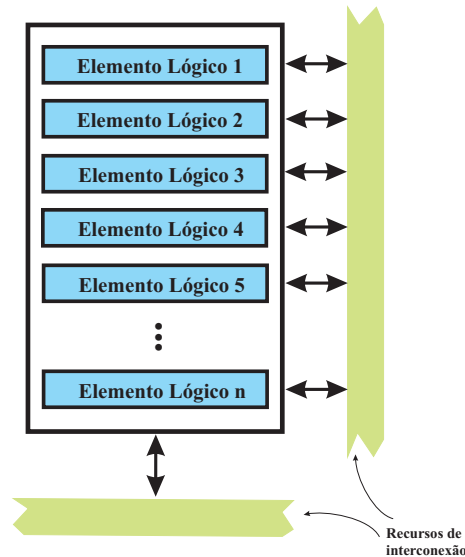 Elemento Lógico 1
Elemento Lógico 2
Elemento Lógico 3
Elemento Lógico 4
Elemento Lógico 5
Elemento Lógico n
Recursos de
interconexão